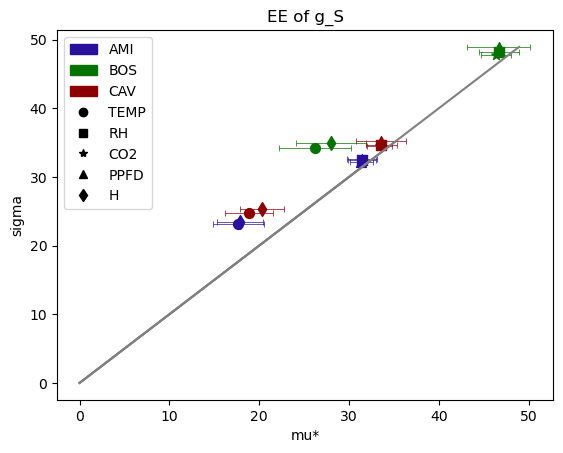 EE of g_S
AMI
BOS
CAV
TEMP
RH
CO2
PPFD
H
sigma
50
40
30
20
10
0
0 10 20 30 40 50
mu*